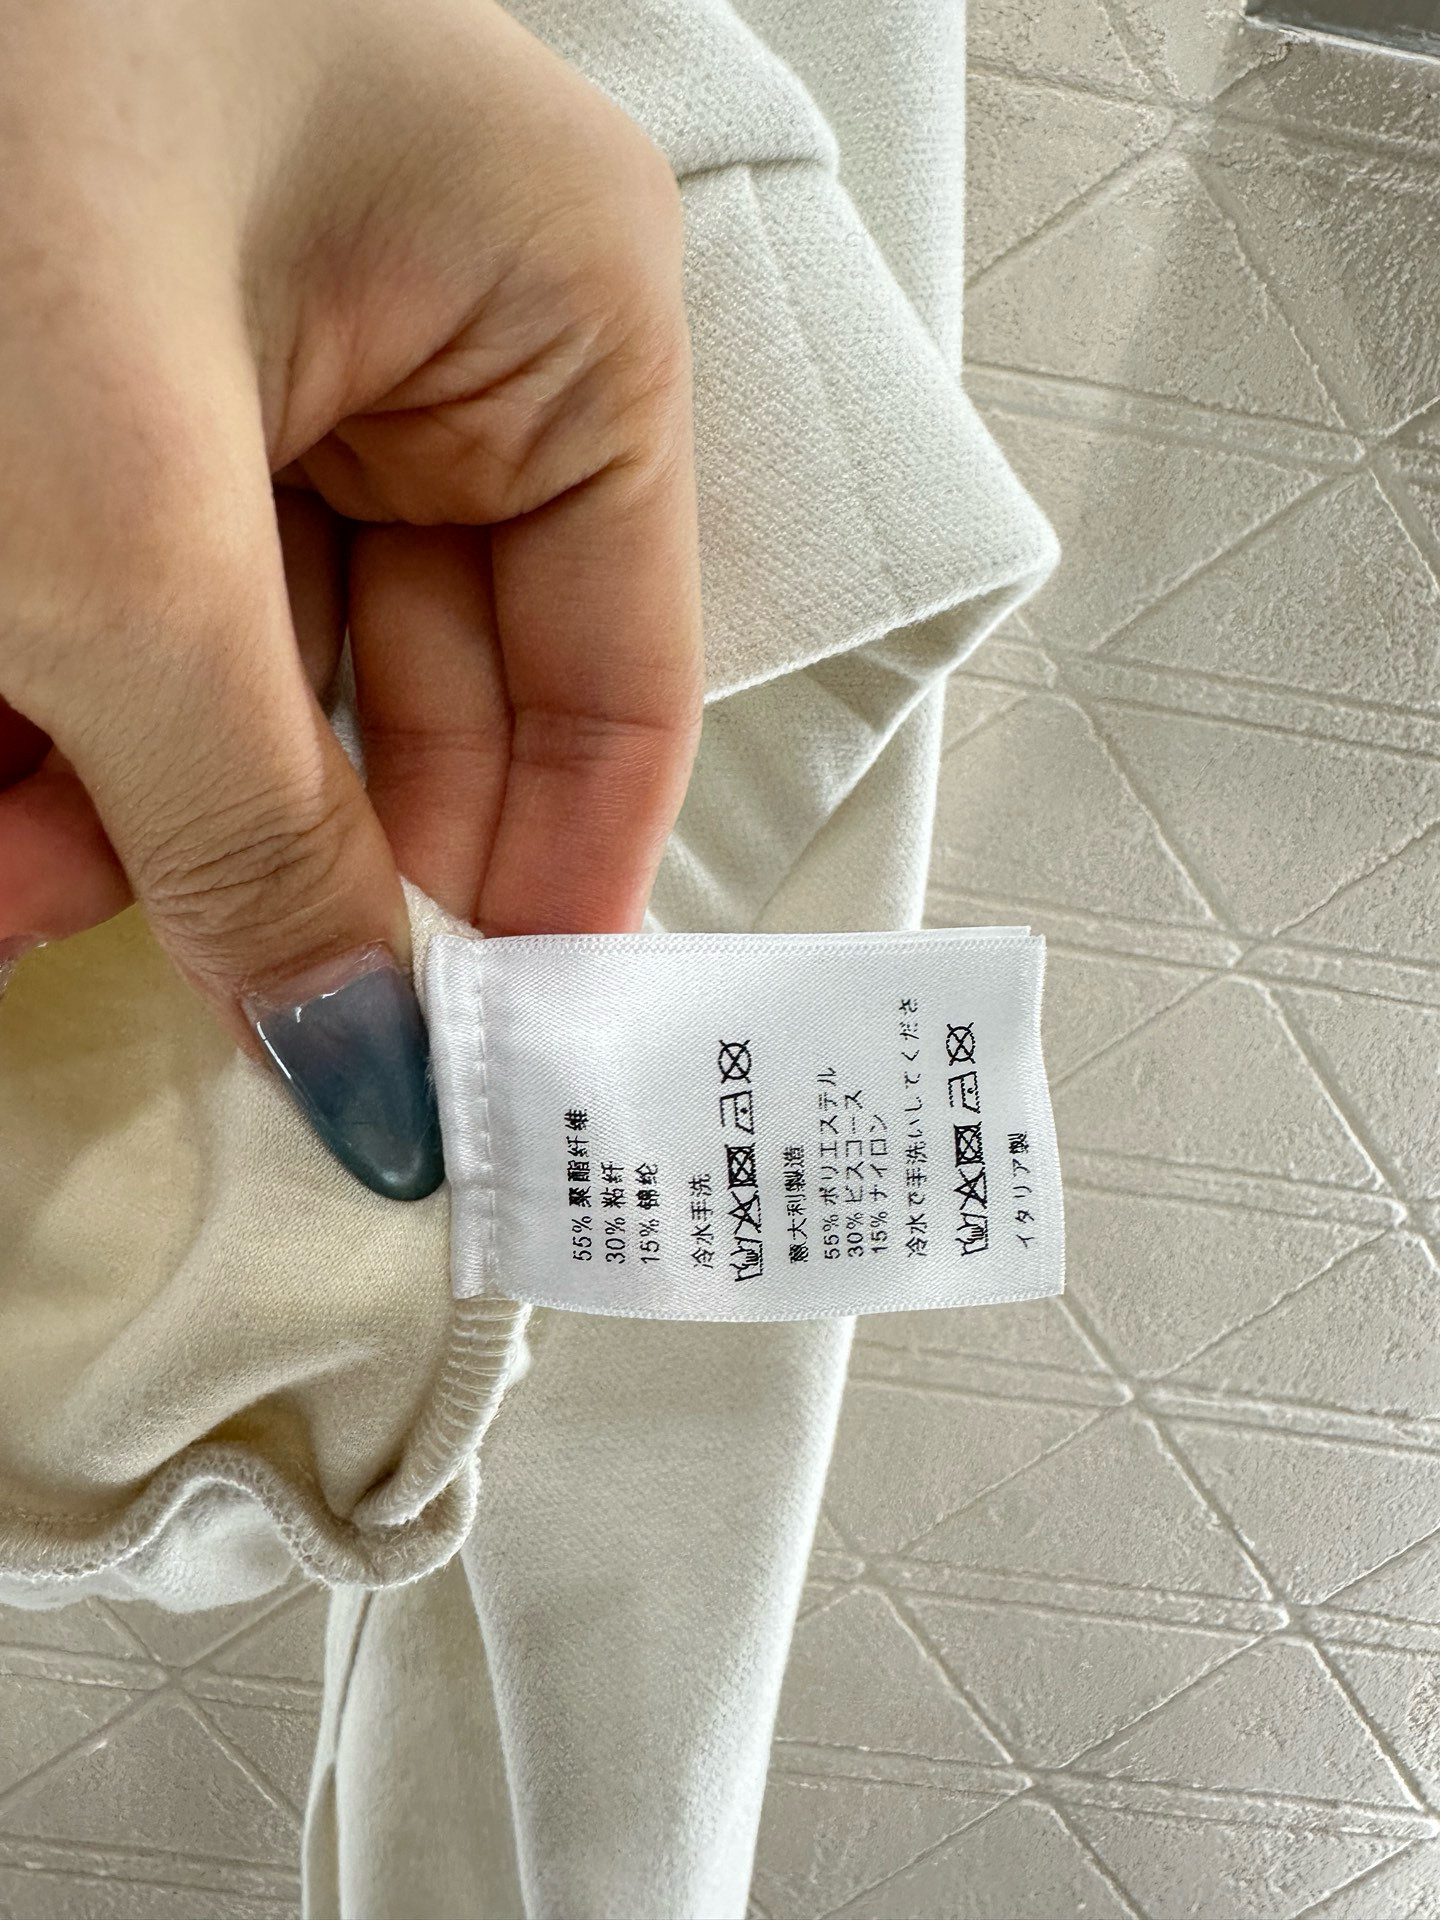 55% 聚酯纤维
30% 粘纤
15% 锦纶
冷水手洗
意大利製造
55% ポリエステル
30% ビスコース
15% ナイロン
冷水で手洗いしてくださ
イタリア製